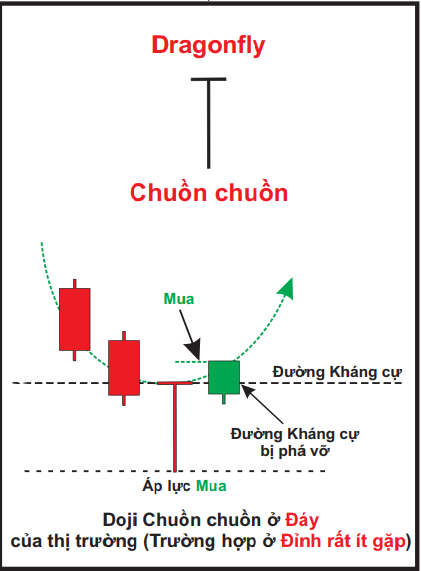 Dragonfly
Chuồn chuồn
Mua
Đường Kháng cự
Đường Kháng cự
bị phá vỡ
Áp lực Mua
Doji Chuồn chuồn ở Đáy
của thị trường (Trường hợp ở Đỉnh rất ít gặp)